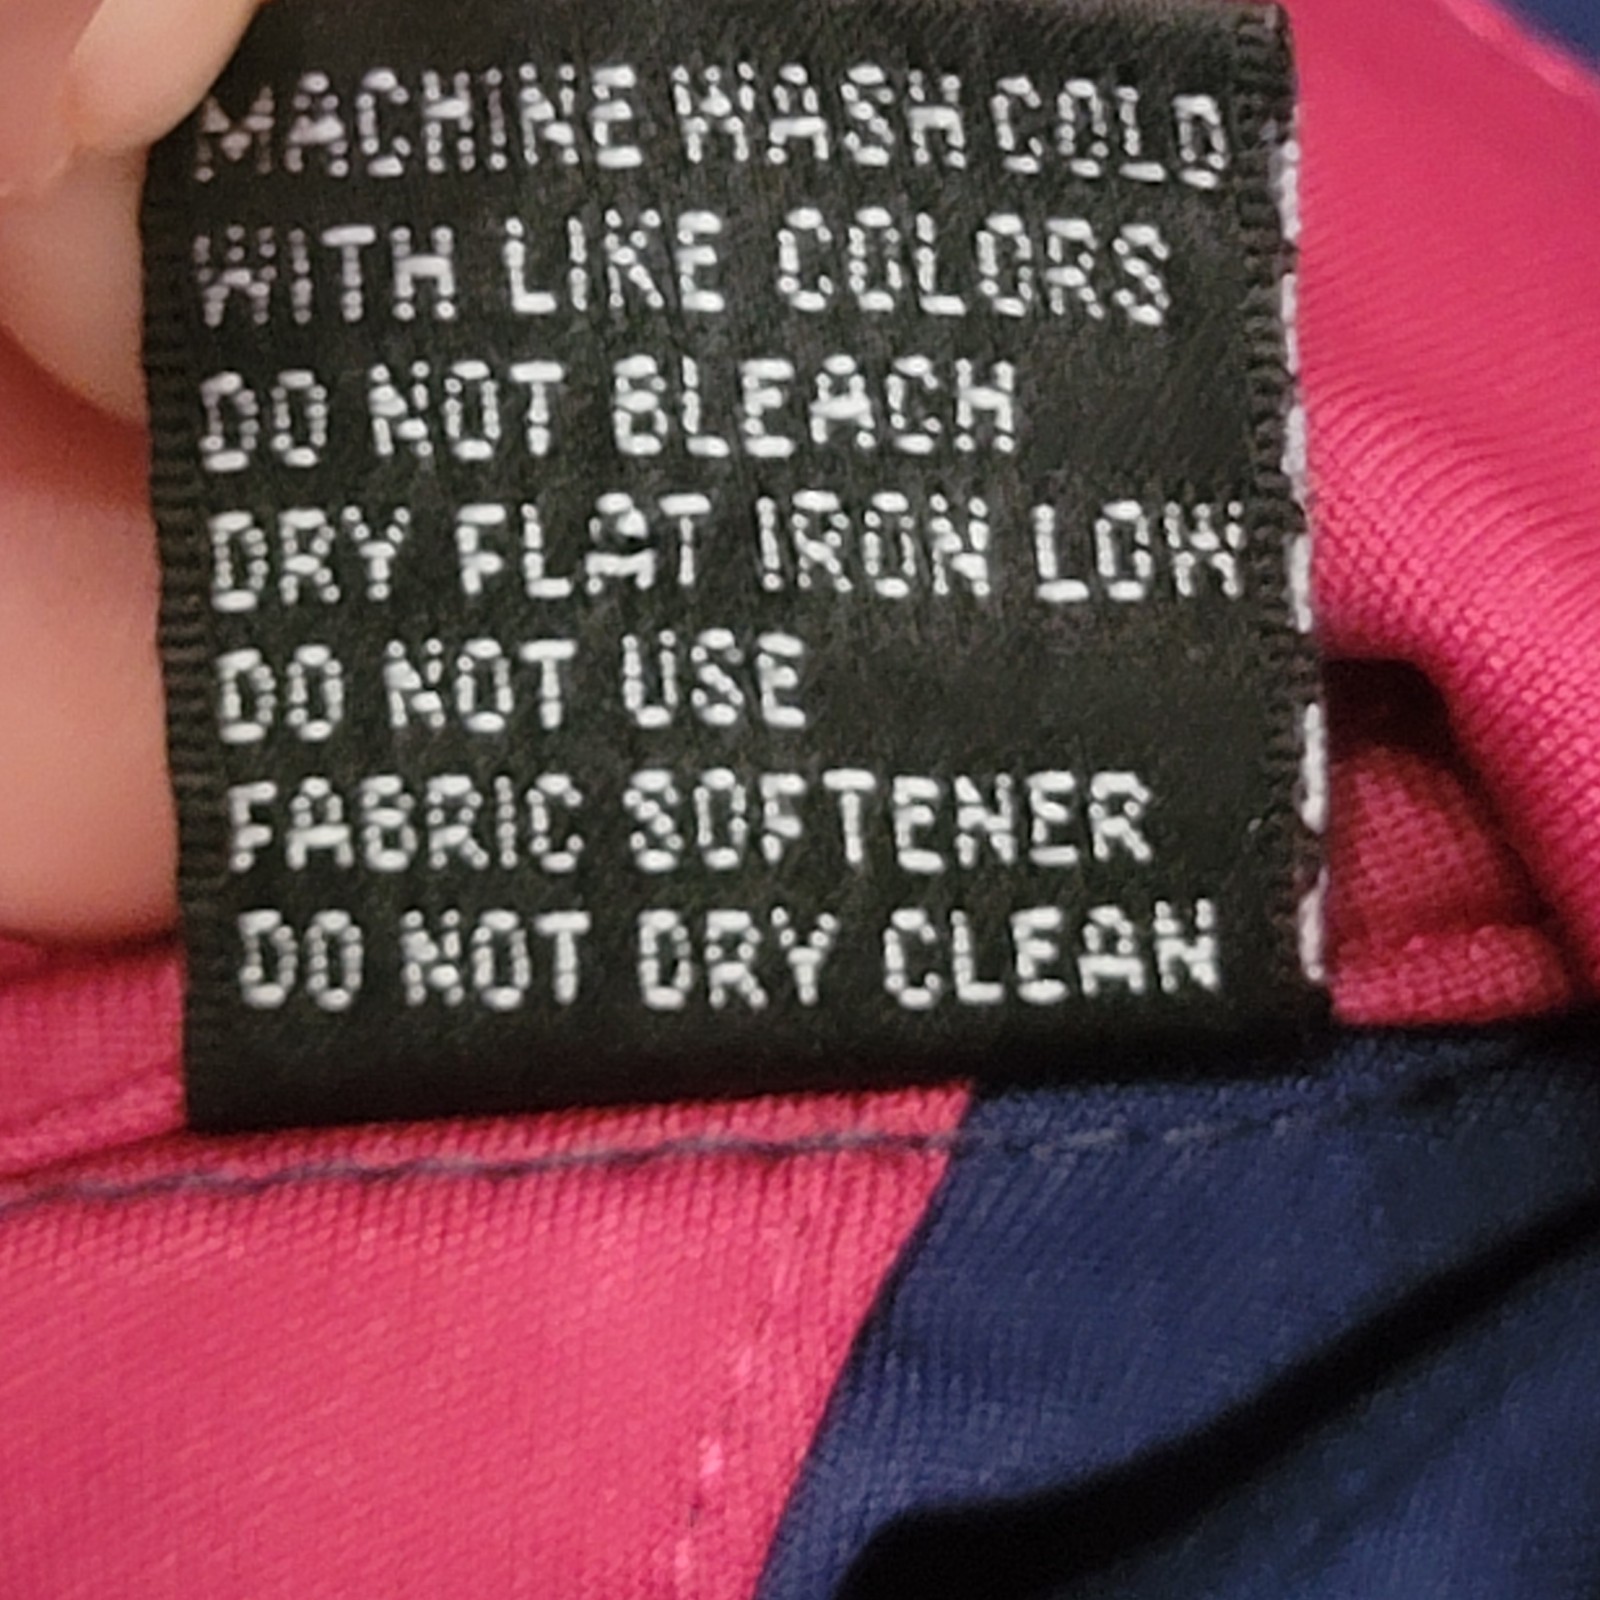 MACHINE WASH COLD
WITH LIKE COLORS
DO NOT BLEACH
DRY FLAT IRON LOW
DO NOT USE
FABRIC SOFTENER
DO NOT DRY CLEAN